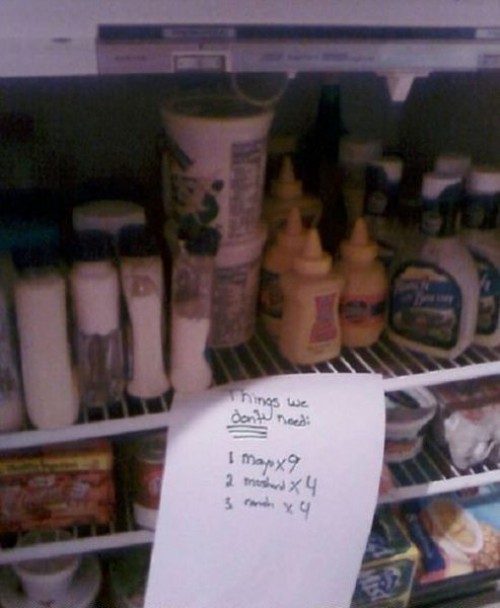 Things we
don't need:
1. mayo x 9
2. mustard x 4
3. ranch x 4